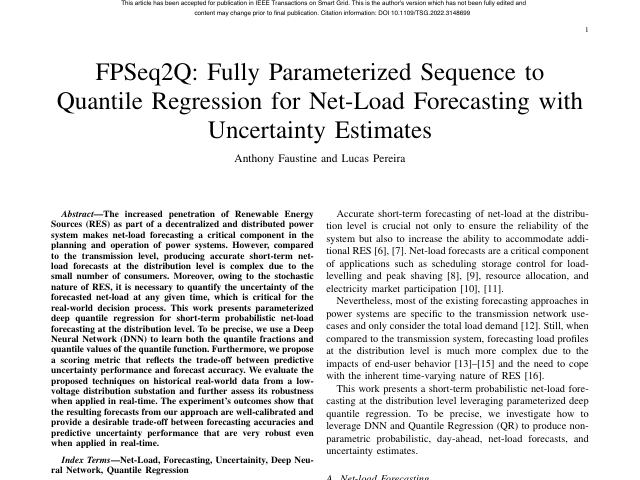 This article has been accepted for publication in IEEE Transactions on Smart Grid. This is the author's version which has not been fully edited and
content may change prior to final publication. Citation information: DOI 10.1109/TSG.2022.3148699
1
FPSeq2Q: Fully Parameterized Sequence to
Quantile Regression for Net-Load Forecasting with
Uncertainty Estimates
Anthony Faustine and Lucas Pereira
Abstract—The increased penetration of Renewable Energy
Sources (RES) as part of a decentralized and distributed power
system makes net-load forecasting a critical component in the
planning and operation of power systems. However, compared
to the transmission level, producing accurate short-term net-
load forecasts at the distribution level is complex due to the
small number of consumers. Moreover, owing to the stochastic
nature of RES, it is necessary to quantify the uncertainty of the
forecasted net-load at any given time, which is critical for the
real-world decision process. This work presents parameterized
deep quantile regression for short-term probabilistic net-load
forecasting at the distribution level. To be precise, we use a Deep
Neural Network (DNN) to learn both the quantile fractions and
quantile values of the quantile function. Furthermore, we propose
a scoring metric that reflects the trade-off between predictive
uncertainty performance and forecast accuracy. We evaluate the
proposed techniques on historical real-world data from a low-
voltage distribution substation and further assess its robustness
when applied in real-time. The experiment's outcomes show that
the resulting forecasts from our approach are well-calibrated and
provide a desirable trade-off between forecasting accuracies and
predictive uncertainty performance that are very robust even
when applied in real-time.
Index Terms—Net-Load, Forecasting, Uncertainity, Deep Neu-
ral Network, Quantile Regression
Accurate short-term forecasting of net-load at the distribu-
tion level is crucial not only to ensure the reliability of the
system but also to increase the ability to accommodate addi-
tional RES [6], [7]. Net-load forecasts are a critical component
of applications such as scheduling storage control for load-
levelling and peak shaving [8], [9], resource allocation, and
electricity market participation [10], [11].
Nevertheless, most of the existing forecasting approaches in
power systems are specific to the transmission network use-
cases and only consider the total load demand [12]. Still, when
compared to the transmission system, forecasting load profiles
at the distribution level is much more complex due to the
impacts of end-user behavior [13]–[15] and the need to cope
with the inherent time-varying nature of RES [16].
This work presents a short-term probabilistic net-load fore-
casting at the distribution level leveraging parameterized deep
quantile regression. To be precise, we investigate how to
leverage DNN and Quantile Regression (QR) to produce non-
parametric probabilistic, day-ahead, net-load forecasts, and
uncertainty estimates.
A. Net-load Forecasting